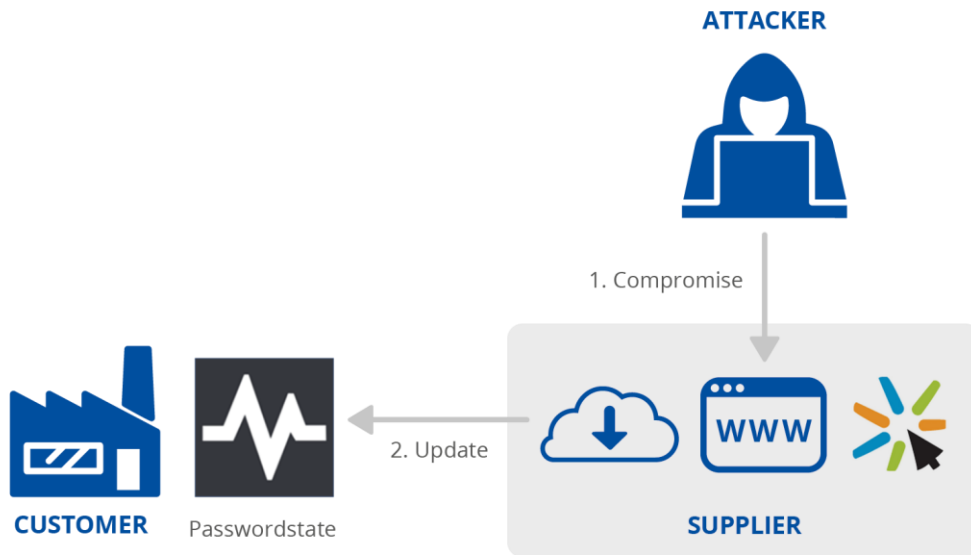 ATTACKER
1. Compromise
2. Update
WWW
CUSTOMER
Passwordstate
SUPPLIER